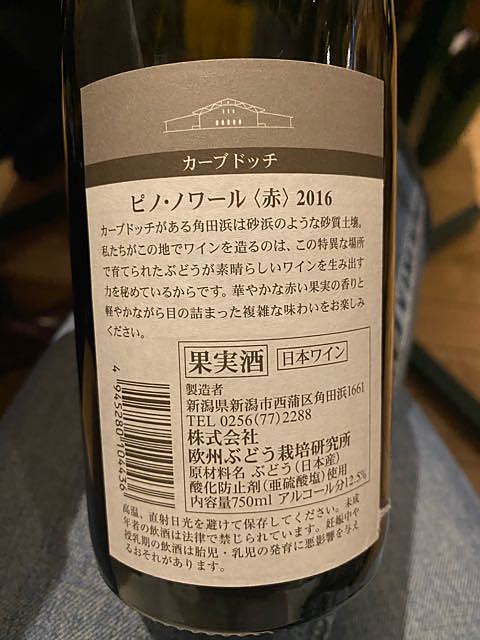 カーブドッチ
ピノ・ノワール〈赤〉2016
カーブドッチがある角田浜は砂浜のような砂質土壌。
私たちがこの地でワインを造るのは、この特異な場所
で育てられたぶどうが素晴らしいワインを生み出す
力を秘めているからです。華やかな赤い果実の香りと
軽やかながら目の詰まった複雑な味わいをお楽しみ
ください。
果実酒 日本ワイン
製造者
新潟県新潟市西蒲区角田浜1661
TEL 0256(77)2288
株式会社
欧州ぶどう栽培研究所
原材料名 ぶどう(日本産)
酸化防止剤(亜硫酸塩)使用
内容量750ml アルコール分12.5%
4 945280 104436
高温、直射日光を避けて保存してください。未成
年者の飲酒は法律で禁じられています。妊娠中や
授乳期の飲酒は胎児・乳児の発育に悪影響を与え
るおそれがあります。